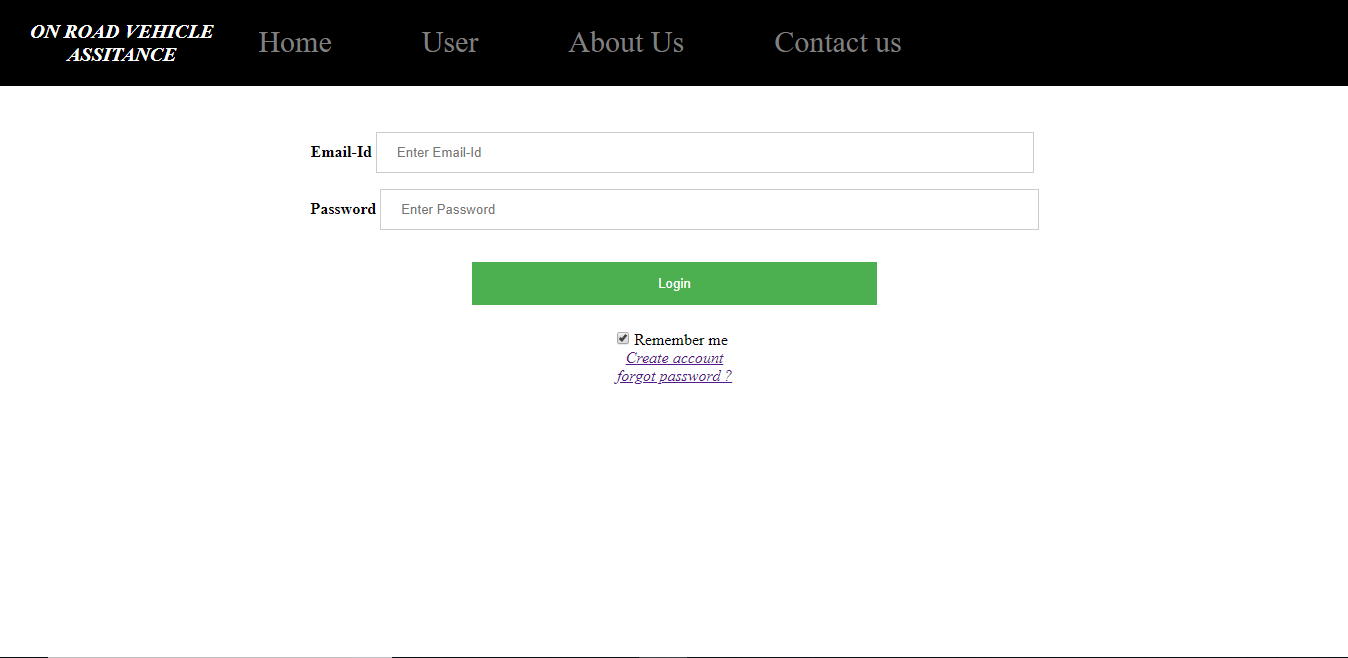 ON ROAD VEHICLE
ASSITANCE
Home User About Us Contact us
Email-Id Enter Email-Id
Password Enter Password
Login
Remember me
Create account
forgot password ?